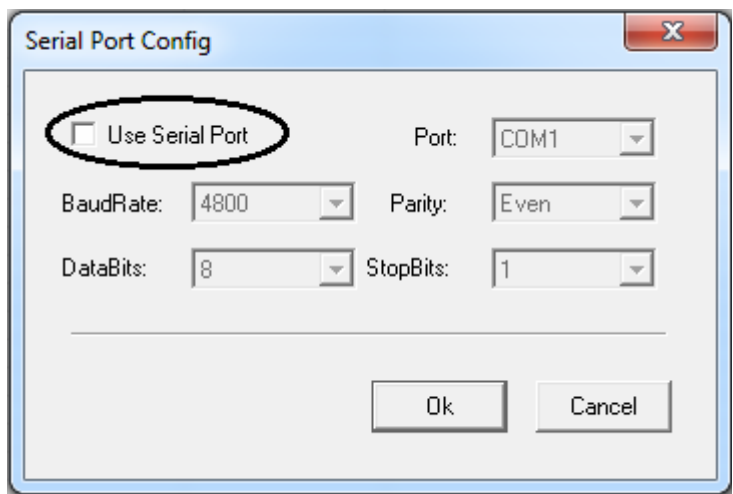 Serial Port Config
Use Serial Port Port: COM1
BaudRate: 4800 Parity: Even
DataBits: 8 StopBits: 1
Ok Cancel